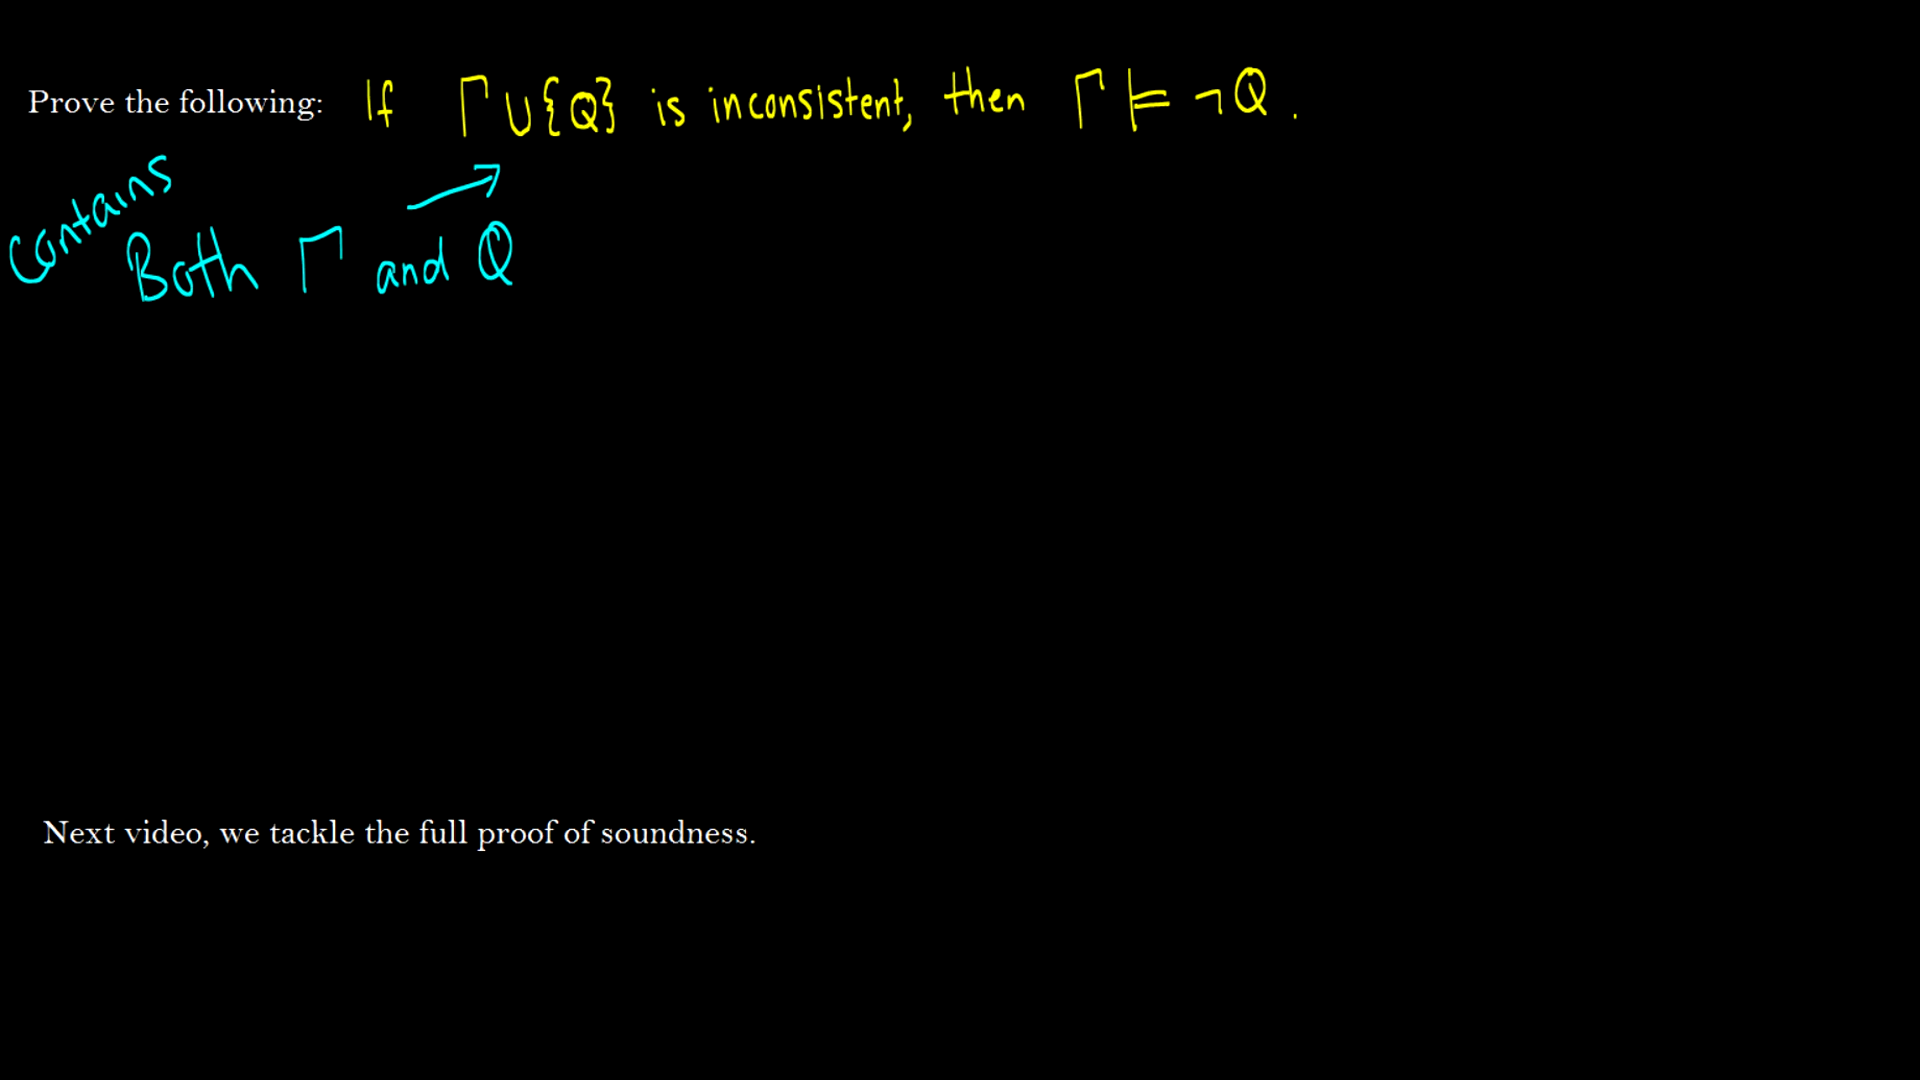 Prove the following: If Γ∪{Q} is inconsistent, then Γ ⊨ ¬Q.
Contains
Both Γ and Q
Next video, we tackle the full proof of soundness.